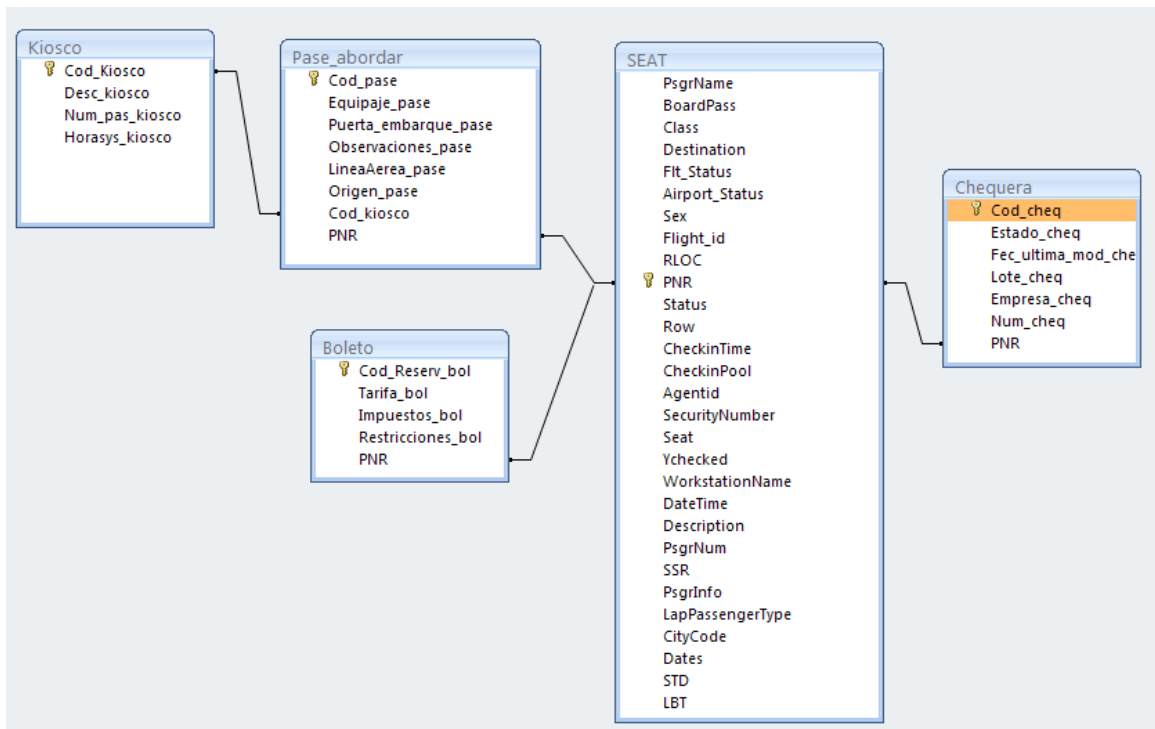 Kiosco
Cod_Kiosco
Desc_kiosco
Num_pas_kiosco
Horasys_kiosco
Pase_abordar
Cod_pase
Equipaje_pase
Puerta_embarque_pase
Observaciones_pase
LineaAerea_pase
Origen_pase
Cod_kiosco
PNR
Boleto
Cod_Reserv_bol
Tarifa_bol
Impuestos_bol
Restricciones_bol
PNR
SEAT
PsgrName
BoardPass
Class
Destination
Flt_Status
Airport_Status
Sex
Flight_id
RLOC
PNR
Status
Row
CheckinTime
CheckinPool
Agentid
SecurityNumber
Seat
Ychecked
WorkstationName
DateTime
Description
PsgrNum
SSR
PsgrInfo
LapPassengerType
CityCode
Dates
STD
LBT
Chequera
Cod_cheq
Estado_cheq
Fec_ultima_mod_che
Lote_cheq
Empresa_cheq
Num_cheq
PNR